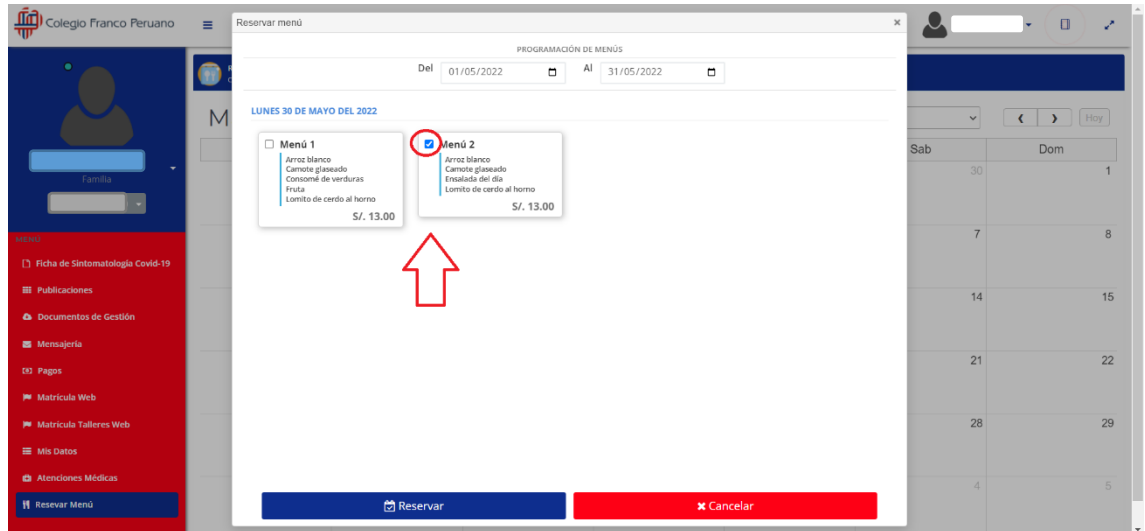 Colegio Franco Peruano
Reservar menú
PROGRAMACIÓN DE MENÚS
Del 01/05/2022 Al 31/05/2022
LUNES 30 DE MAYO DEL 2022
Menú 1
Arroz blanco
Camote glaseado
Consomé de verduras
Fruta
Lomito de cerdo al horno
S/. 13.00
Menú 2
Arroz blanco
Camote glaseado
Ensalada del día
Lomito de cerdo al horno
S/. 13.00
Reservar
Cancelar
Familia
MENÚ
Ficha de Sintomatología Covid-19
Publicaciones
Documentos de Gestión
Mensajería
Pagos
Matrícula Web
Matrícula Talleres Web
Mis Datos
Atenciones Médicas
Resevar Menú
M
Hoy
Sab Dom
30 1
7 8
14 15
21 22
28 29
4 5